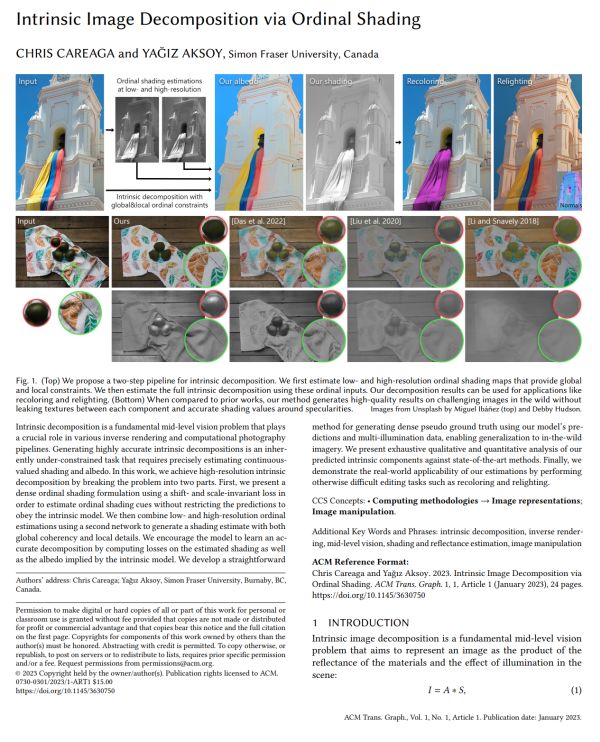 Intrinsic Image Decomposition via Ordinal Shading
CHRIS CAREAGA and YAĞIZ AKSOY, Simon Fraser University, Canada
Input
Ordinal shading estimations
at low- and high-resolution
Our albedo
Our shading
Recoloring
Relighting
Intrinsic decomposition with
global&local ordinal constraints
Normals
Input
Ours
[Das et al. 2022]
[Liu et al. 2020]
[Li and Snavely 2018]
Fig. 1. (Top) We propose a two-step pipeline for intrinsic decomposition. We first estimate low- and high-resolution ordinal shading maps that provide global
and local constraints. We then estimate the full intrinsic decomposition using these ordinal inputs. Our decomposition results can be used for applications like
recoloring and relighting. (Bottom) When compared to prior works, our method generates high-quality results on challenging images in the wild without
leaking textures between each component and accurate shading values around specularities. Images from Unsplash by Miguel Ibáñez (top) and Debby Hudson.
Intrinsic decomposition is a fundamental mid-level vision problem that plays
a crucial role in various inverse rendering and computational photography
pipelines. Generating highly accurate intrinsic decompositions is an inher-
ently under-constrained task that requires precisely estimating continuous-
valued shading and albedo. In this work, we achieve high-resolution intrinsic
decomposition by breaking the problem into two parts. First, we present a
dense ordinal shading formulation using a shift- and scale-invariant loss in
order to estimate ordinal shading cues without restricting the predictions to
obey the intrinsic model. We then combine low- and high-resolution ordinal
estimations using a second network to generate a shading estimate with both
global coherency and local details. We encourage the model to learn an ac-
curate decomposition by computing losses on the estimated shading as well
as the albedo implied by the intrinsic model. We develop a straightforward
Authors' address: Chris Careaga; Yağız Aksoy, Simon Fraser University, Burnaby, BC,
Canada.
Permission to make digital or hard copies of all or part of this work for personal or
classroom use is granted without fee provided that copies are not made or distributed
for profit or commercial advantage and that copies bear this notice and the full citation
on the first page. Copyrights for components of this work owned by others than the
author(s) must be honored. Abstracting with credit is permitted. To copy otherwise, or
republish, to post on servers or to redistribute to lists, requires prior specific permission
and/or a fee. Request permissions from permissions@acm.org.
© 2023 Copyright held by the owner/author(s). Publication rights licensed to ACM.
0730-0301/2023/1-ART1 $15.00
https://doi.org/10.1145/3630750
method for generating dense pseudo ground truth using our model's pre-
dictions and multi-illumination data, enabling generalization to in-the-wild
imagery. We present exhaustive qualitative and quantitative analysis of our
predicted intrinsic components against state-of-the-art methods. Finally, we
demonstrate the real-world applicability of our estimations by performing
otherwise difficult editing tasks such as recoloring and relighting.
CCS Concepts: • Computing methodologies → Image representations;
Image manipulation.
Additional Key Words and Phrases: intrinsic decomposition, inverse render-
ing, mid-level vision, shading and reflectance estimation, image manipulation
ACM Reference Format:
Chris Careaga and Yağız Aksoy. 2023. Intrinsic Image Decomposition via
Ordinal Shading. ACM Trans. Graph. 1, 1, Article 1 (January 2023), 24 pages.
https://doi.org/10.1145/3630750
1 INTRODUCTION
Intrinsic image decomposition is a fundamental mid-level vision
problem that aims to represent an image as the product of the
reflectance of the materials and the effect of illumination in the
scene:
I = A ∗ S, (1)
ACM Trans. Graph., Vol. 1, No. 1, Article 1. Publication date: January 2023.